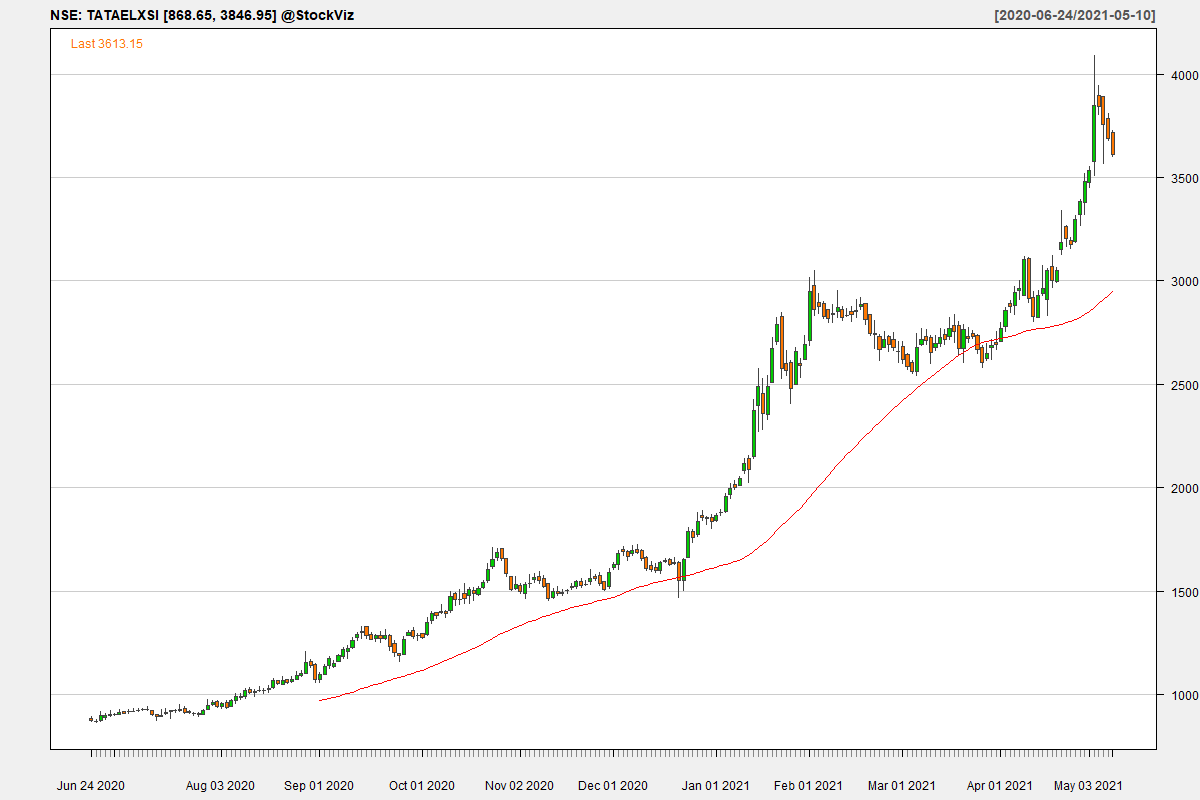 NSE: TATAELXSI [868.65, 3846.95] @StockViz [2020-06-24/2021-05-10]
Last 3613.15
4000
3500
3000
2500
2000
1500
1000
Jun 24 2020 Aug 03 2020 Sep 01 2020 Oct 01 2020 Nov 02 2020 Dec 01 2020 Jan 01 2021 Feb 01 2021 Mar 01 2021 Apr 01 2021 May 03 2021